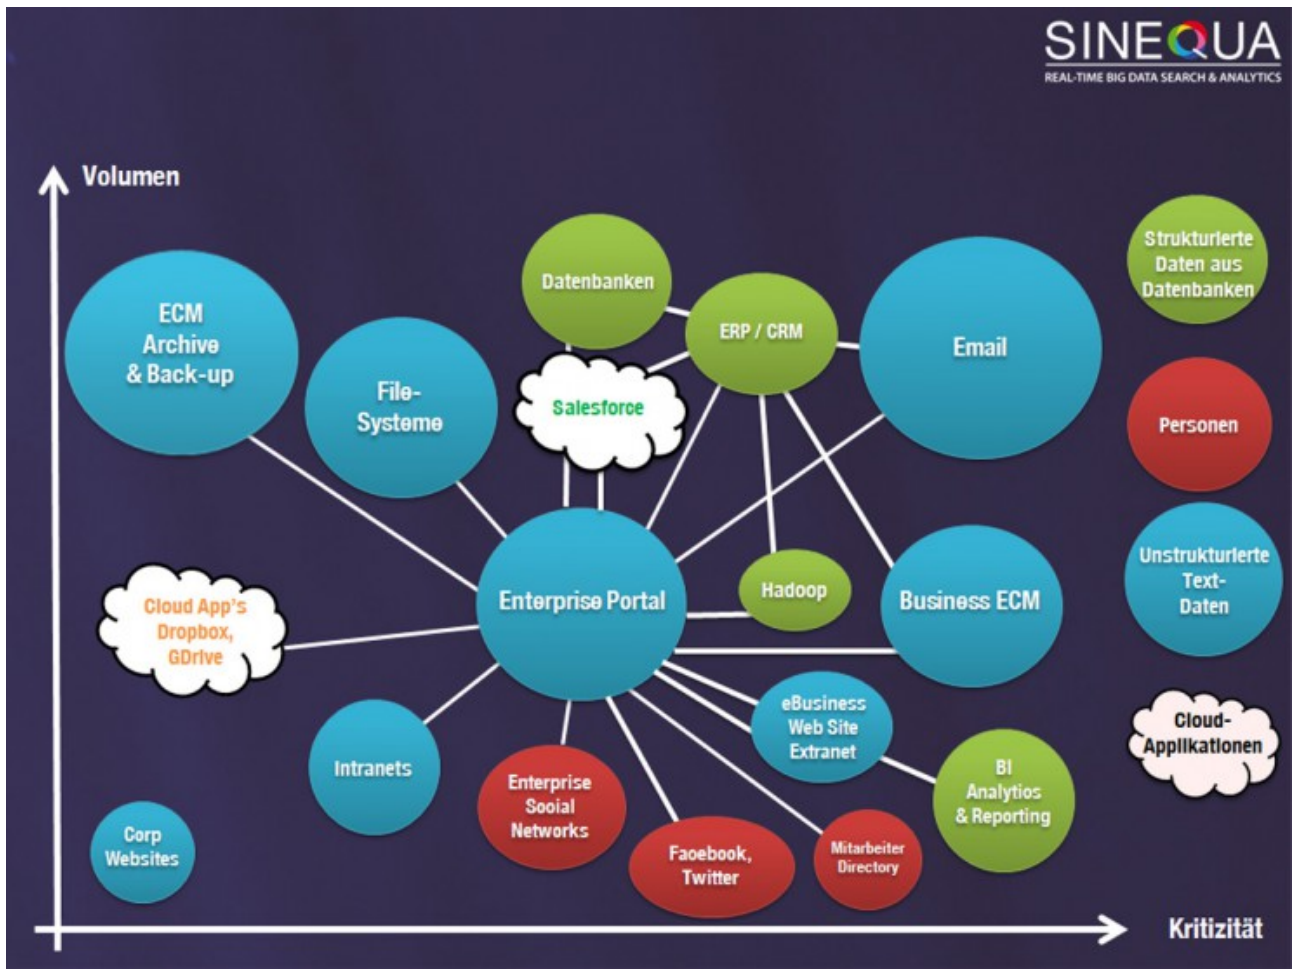 SINEQUA
REAL-TIME BIG DATA SEARCH & ANALYTICS
Volumen
ECM
Archive
& Back-up
File-
Systeme
Datenbanken
ERP / CRM
Email
Salesforce
Strukturierte
Daten aus
Datenbanken
Personen
Unstrukturierte
Text-
Daten
Cloud-
Applikationen
Cloud App's
Dropbox,
GDrive
Enterprise Portal
Hadoop
Business ECM
Intranets
eBusiness
Web Site
Extranet
BI
Analytics
& Reporting
Enterprise
Social
Networks
Facebook,
Twitter
Mitarbeiter
Directory
Corp
Websites
Kritizität